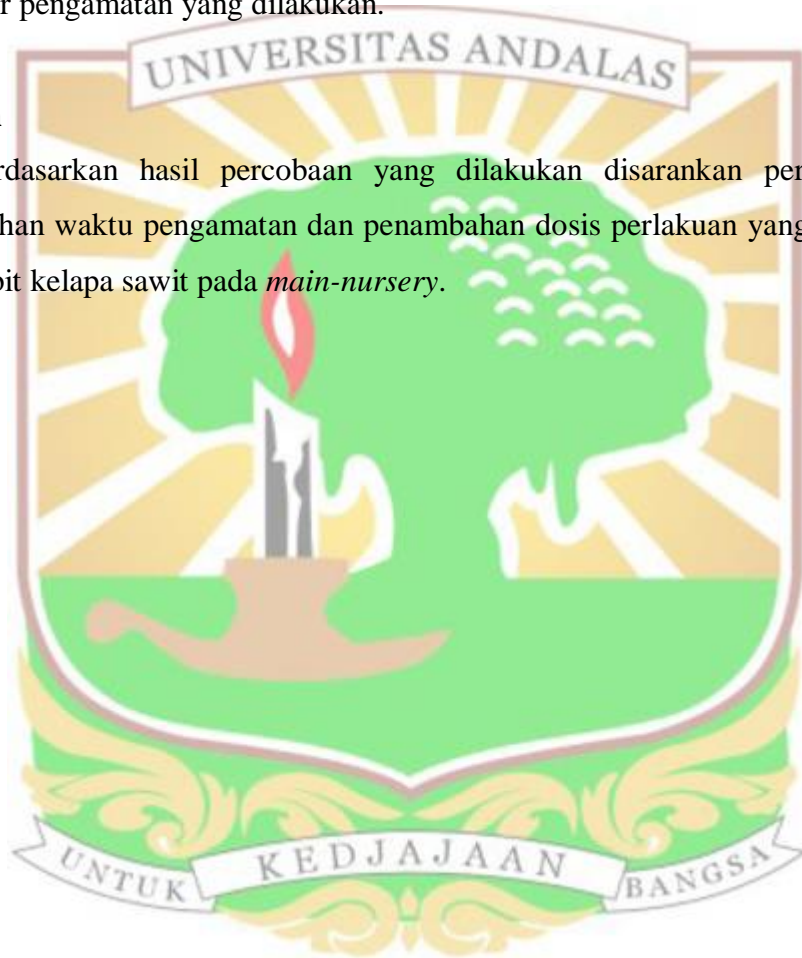 r pengamatan yang dilakukan.
UNIVERSITAS ANDALAS
rdasarkan hasil percobaan yang dilakukan disarankan per
han waktu pengamatan dan penambahan dosis perlakuan yang
bit kelapa sawit pada main-nursery.
UNTUK KEDJAJAAN BANGSA